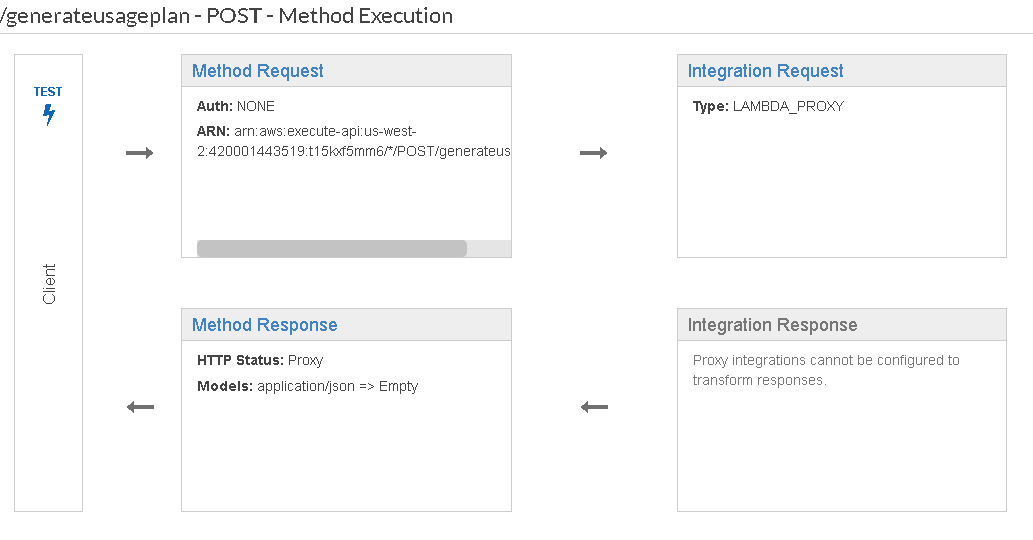 /generateusageplan - POST - Method Execution
TEST
Client
Method Request
Auth: NONE
ARN: arn:aws:execute-api:us-west-
2:420001443519:t15kxf5mm6/*/POST/generateus
Integration Request
Type: LAMBDA_PROXY
Method Response
HTTP Status: Proxy
Models: application/json => Empty
Integration Response
Proxy integrations cannot be configured to
transform responses.